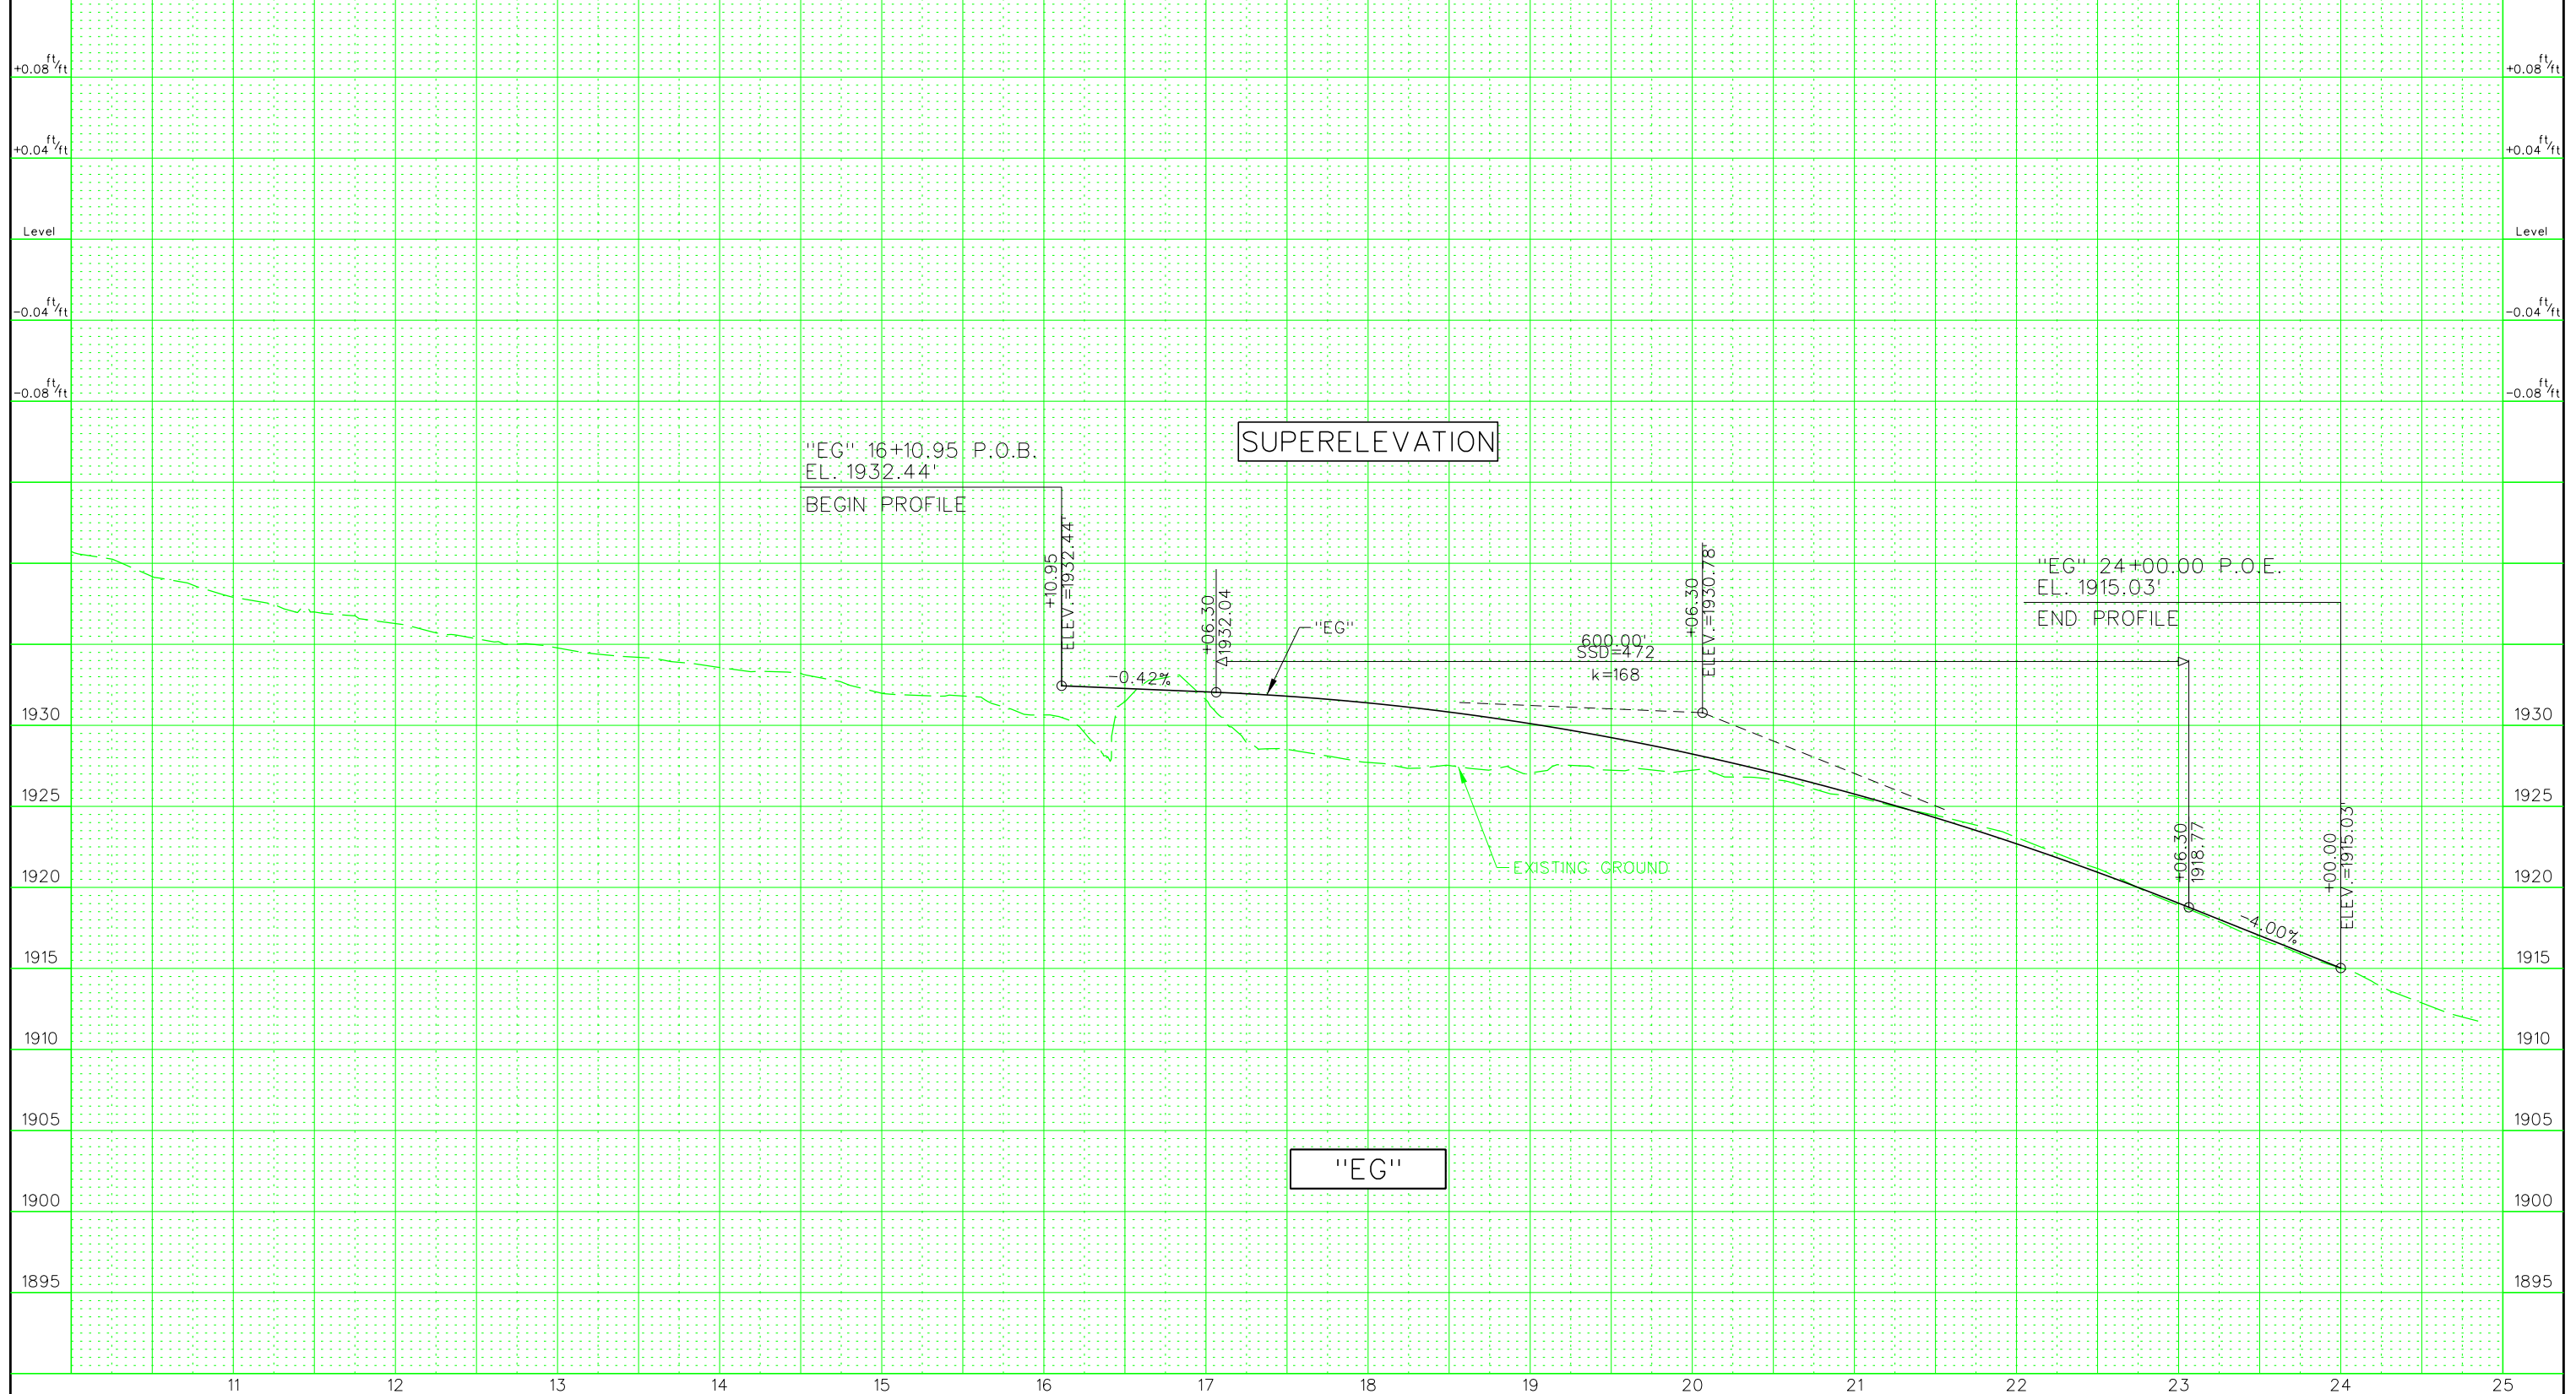 +0.08 ft/ft
+0.08 ft/ft
+0.04 ft/ft
+0.04 ft/ft
Level
Level
-0.04 ft/ft
-0.04 ft/ft
-0.08 ft/ft
-0.08 ft/ft
SUPERELEVATION
"EG" 16+10.95 P.O.B.
EL. 1932.44'
BEGIN PROFILE
+10.95
ELEV.=1932.44'
+06.30
1932.04
"EG"
600.00'
SSD=472
k=168
+06.30
ELEV.=1930.78'
"EG" 24+00.00 P.O.E.
EL. 1915.03'
END PROFILE
-0.42%
EXISTING GROUND
+06.30
1918.77
+00.00
ELEV.=1915.03'
-4.00%
1930
1930
1925
1925
1920
1920
1915
1915
1910
1910
1905
1905
"EG"
1900
1900
1895
1895
11
12
13
14
15
16
17
18
19
20
21
22
23
24
25